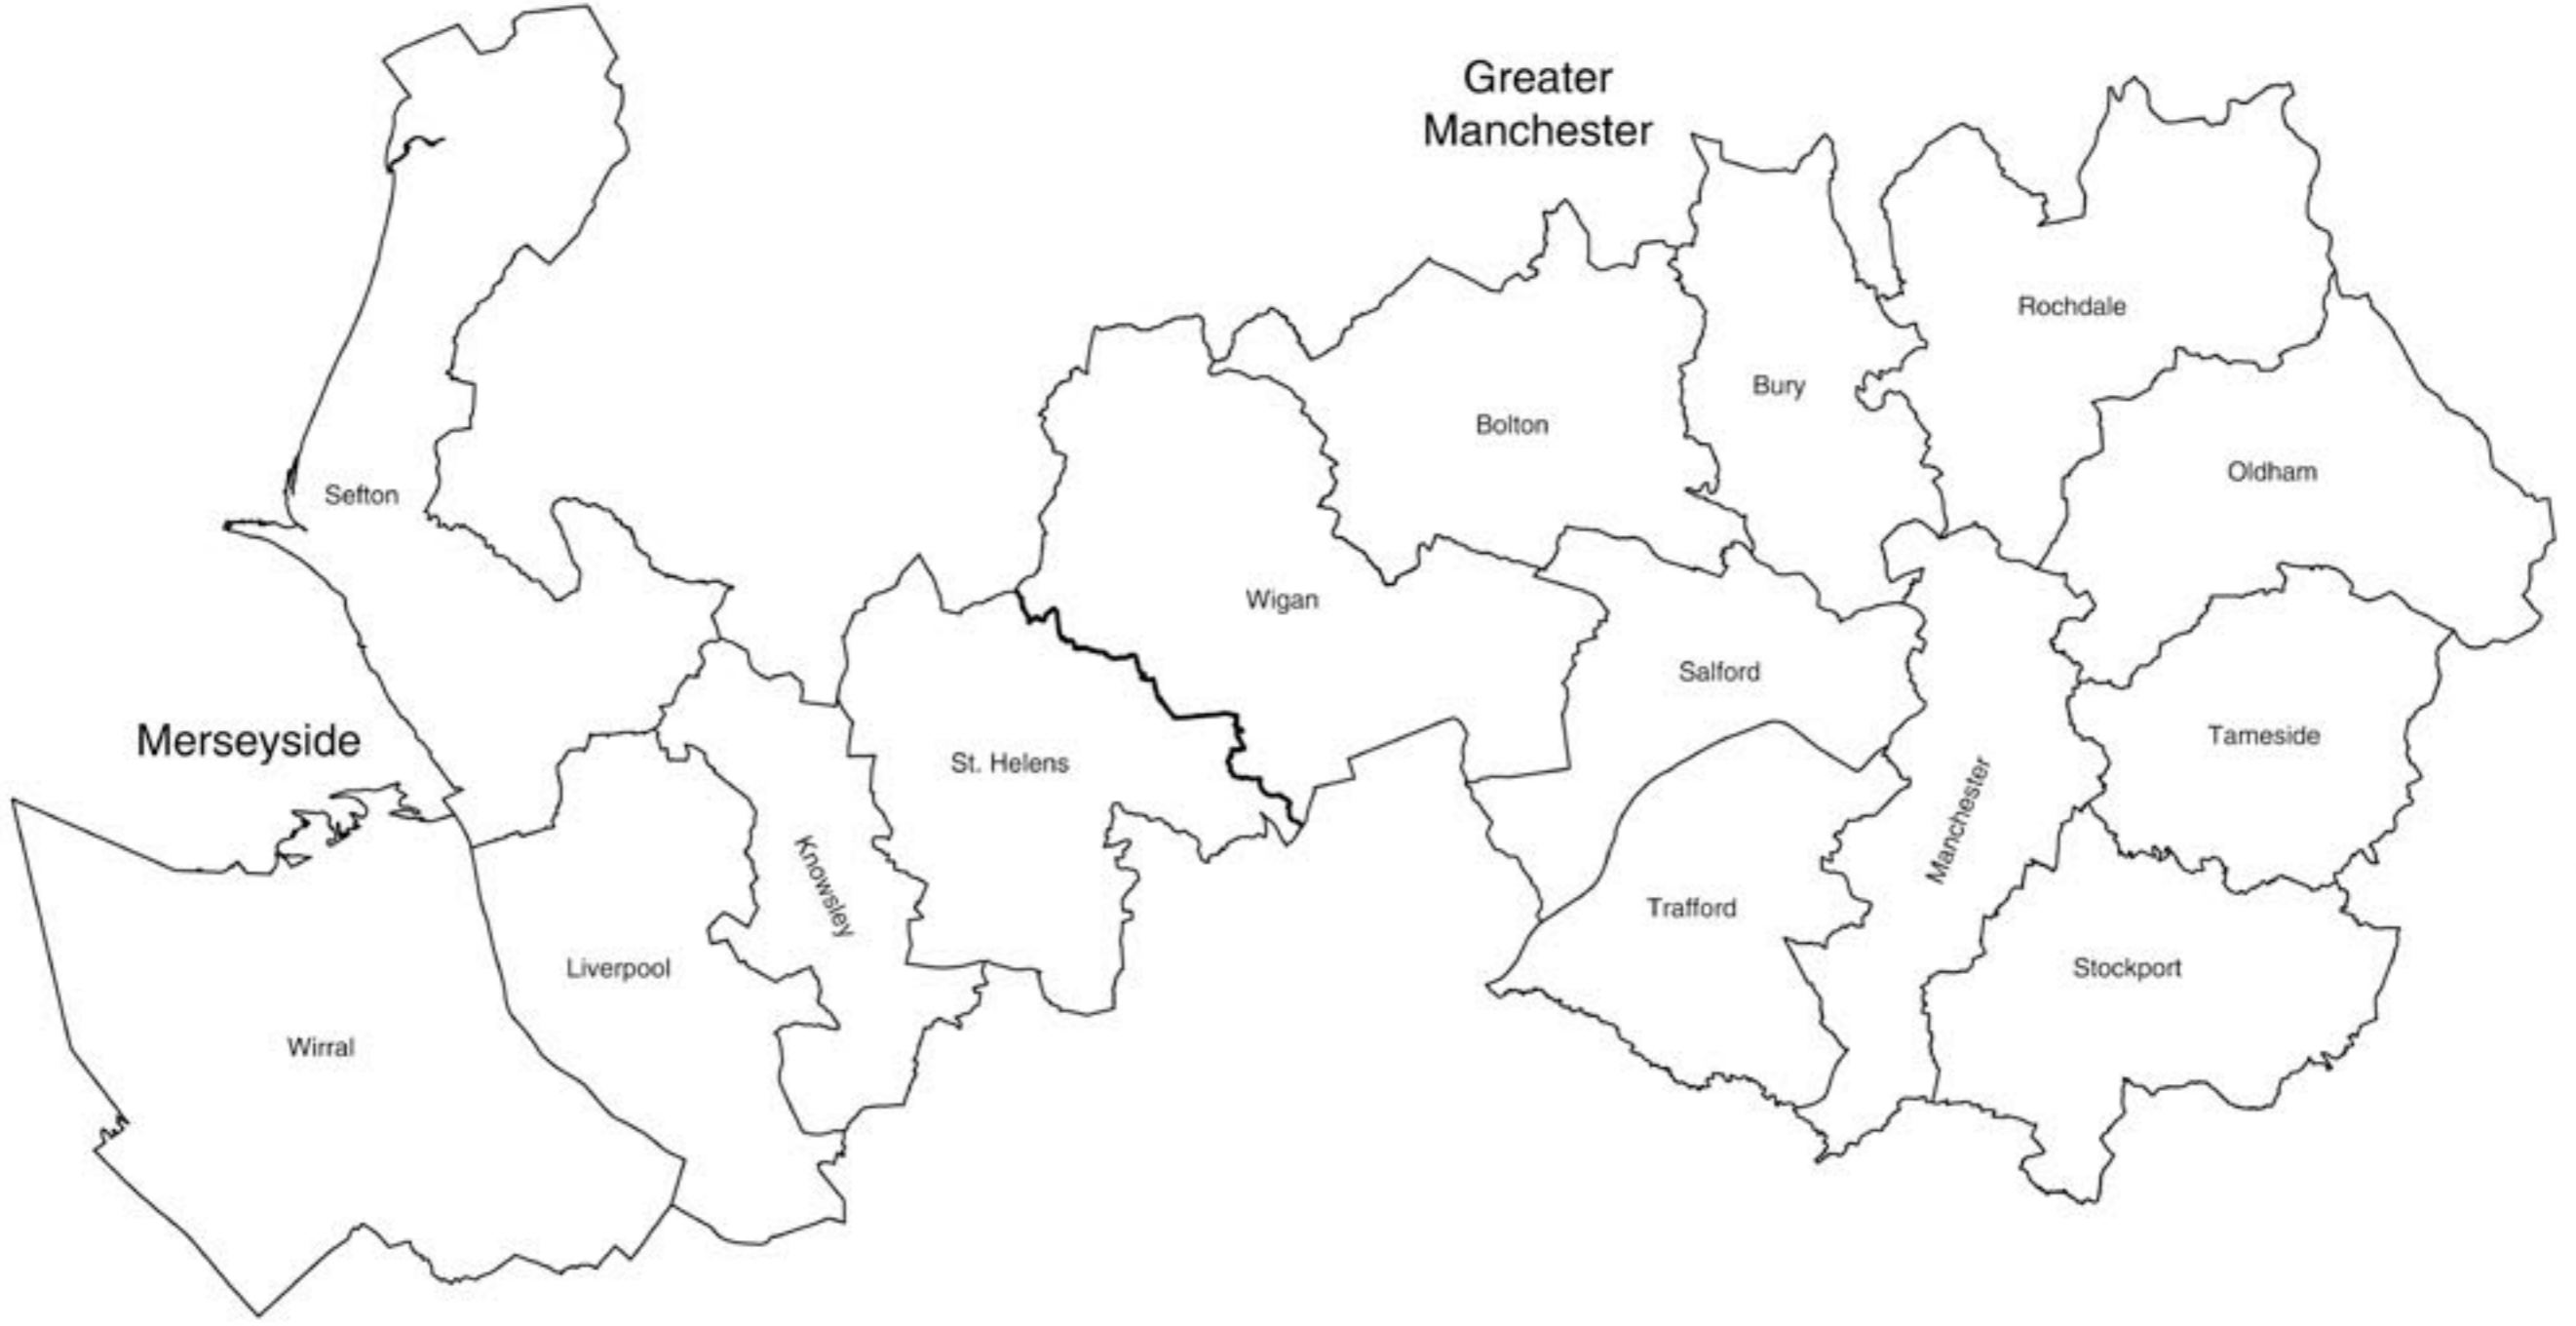 Greater
Manchester
Rochdale
Bury
Bolton
Oldham
Sefton
Wigan
Salford
Merseyside
Tameside
St. Helens
Manchester
Knowsley
Trafford
Liverpool
Stockport
Wirral